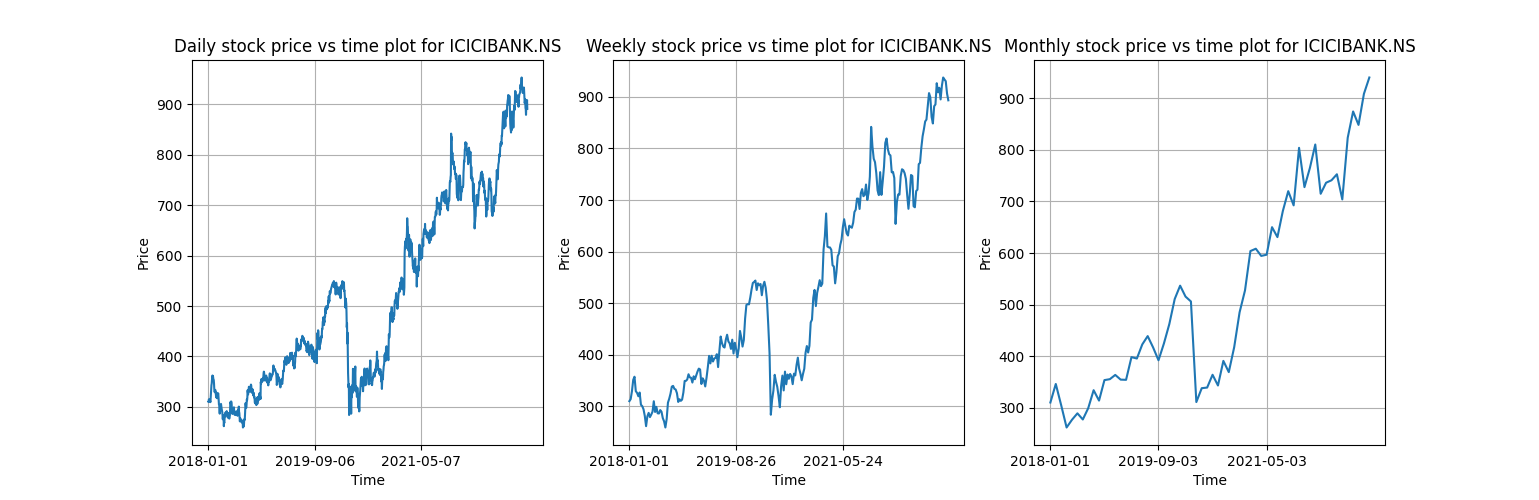 Daily stock price vs time plot for ICICIBANK.NS
900
800
700
600
500
400
300
Price
2018-01-01 2019-09-06 2021-05-07
Time
Weekly stock price vs time plot for ICICIBANK.NS
900
800
700
600
500
400
300
Price
2018-01-01 2019-08-26 2021-05-24
Time
Monthly stock price vs time plot for ICICIBANK.NS
900
800
700
600
500
400
300
Price
2018-01-01 2019-09-03 2021-05-03
Time